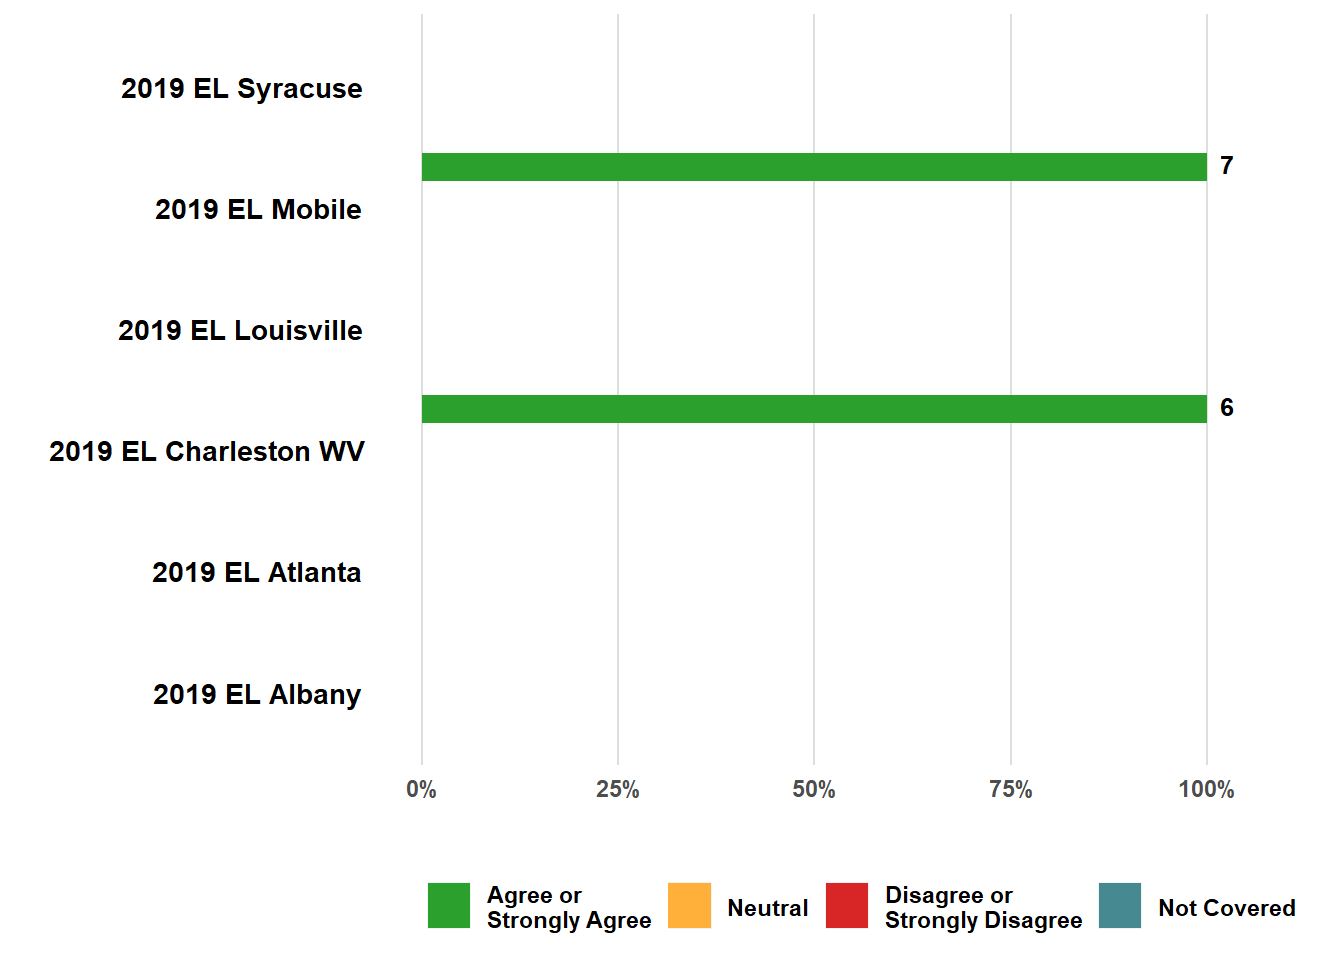 2019 EL Syracuse
7
2019 EL Mobile
2019 EL Louisville
6
2019 EL Charleston WV
2019 EL Atlanta
2019 EL Albany
0% 25% 50% 75% 100%
Agree or
Strongly Agree
Neutral
Disagree or
Strongly Disagree
Not Covered